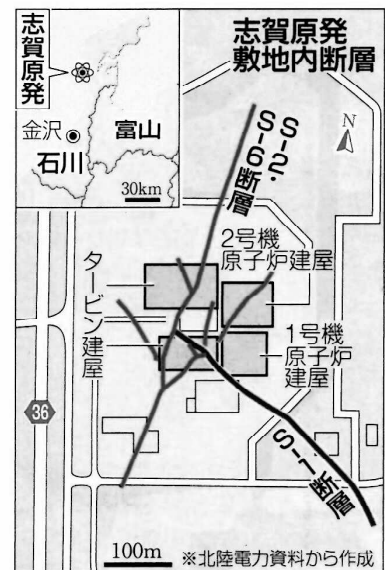 志賀原発
敷地内断層
志賀原発
金沢
富山
石川
30km
N
S-2・
S-6断層
2号機
原子炉建屋
タービン
建屋
1号機
原子炉
建屋
36
S-1断層
100m
※北陸電力資料から作成